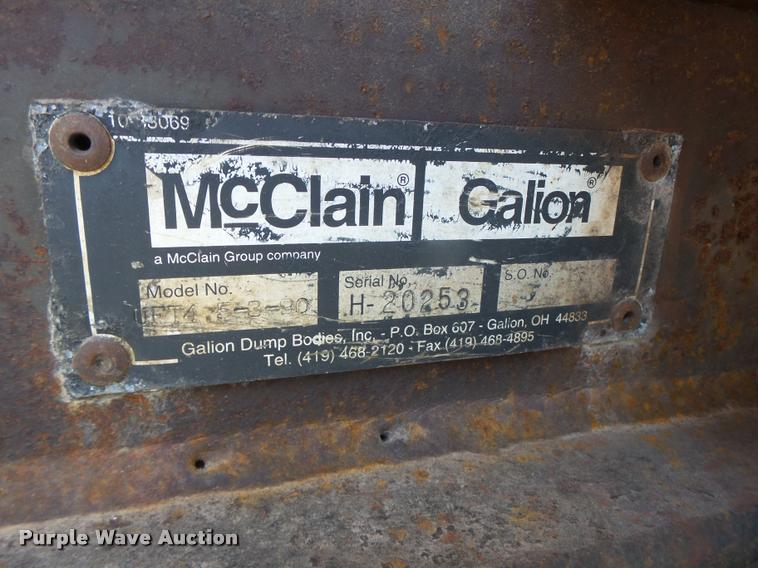 McClain® Galion®
a McClain Group company
Model No. Serial No. S.O. No.
H-20253
Galion Dump Bodies, Inc. - P.O. Box 607 - Galion, OH 44833
Tel. (419) 468-2120 - Fax (419) 468-4895
Purple Wave Auction